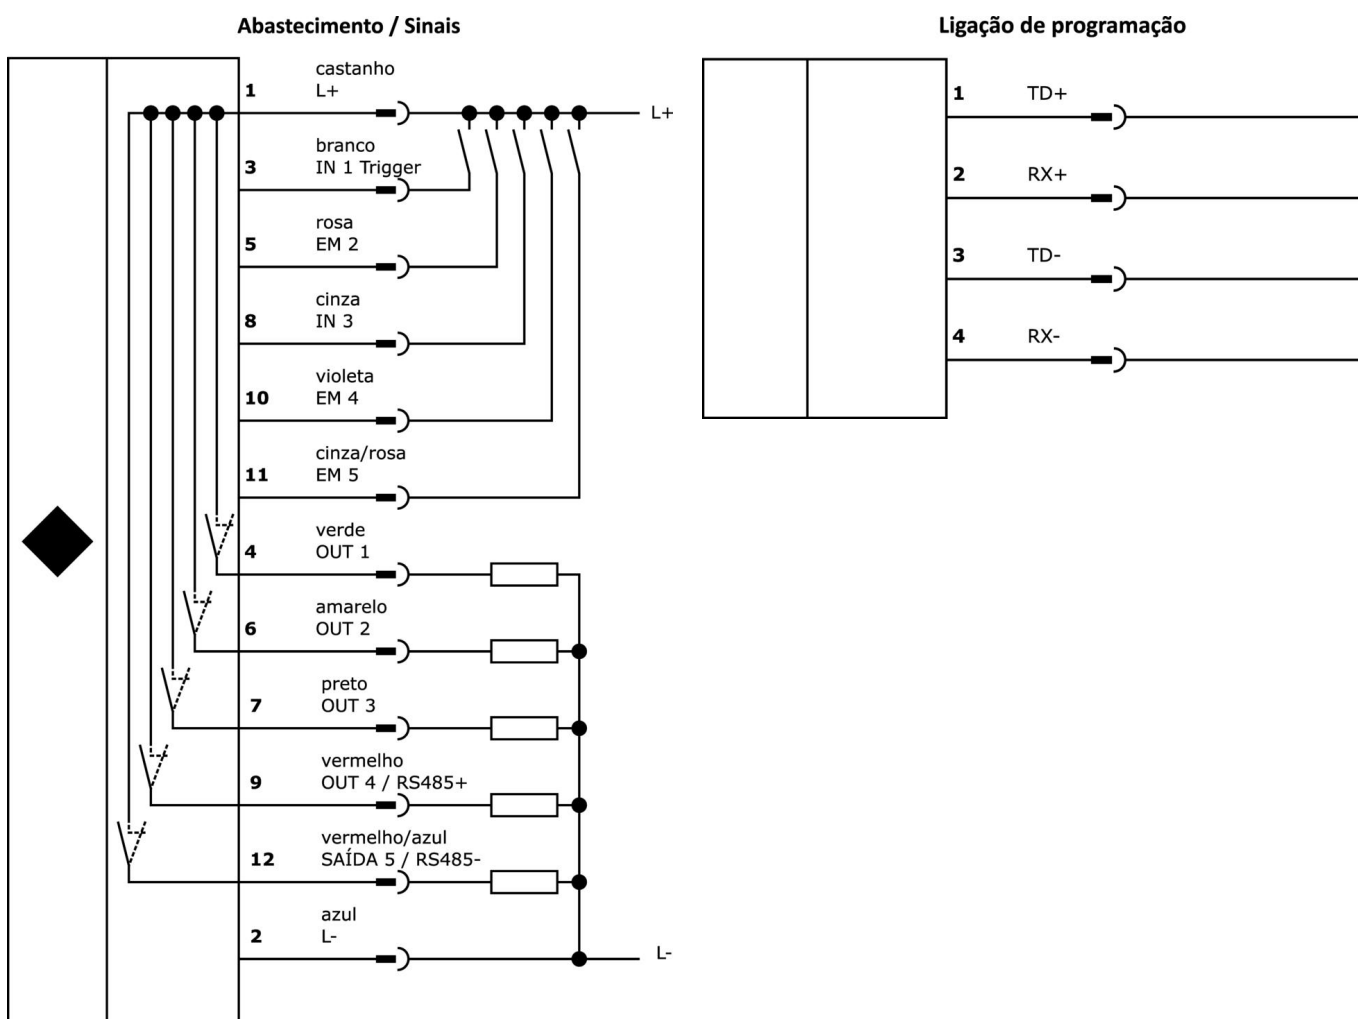 Abastecimento / Sinais
castanho
1 L+
L+
branco
3 IN 1 Trigger
rosa
5 EM 2
cinza
8 IN 3
violeta
10 EM 4
cinza/rosa
11 EM 5
verde
4 OUT 1
amarelo
6 OUT 2
preto
7 OUT 3
vermelho
9 OUT 4 / RS485+
vermelho/azul
12 SAÍDA 5 / RS485-
azul
2 L-
L-
Ligação de programação
1 TD+
2 RX+
3 TD-
4 RX-